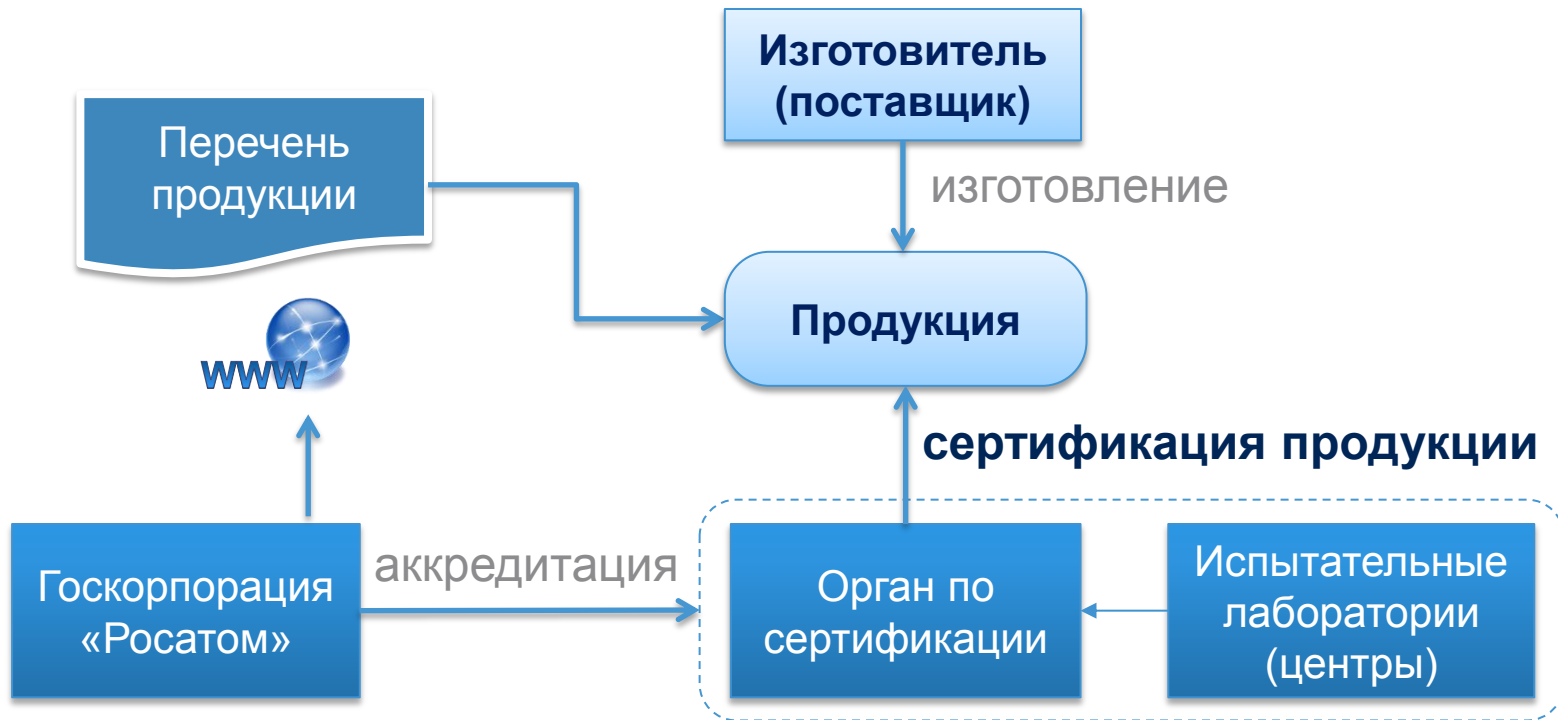 Изготовитель
(поставщик)
Перечень
продукции
изготовление
Продукция
www
сертификация продукции
Госкорпорация
«Росатом»
аккредитация
Орган по
сертификации
Испытательные
лаборатории
(центры)